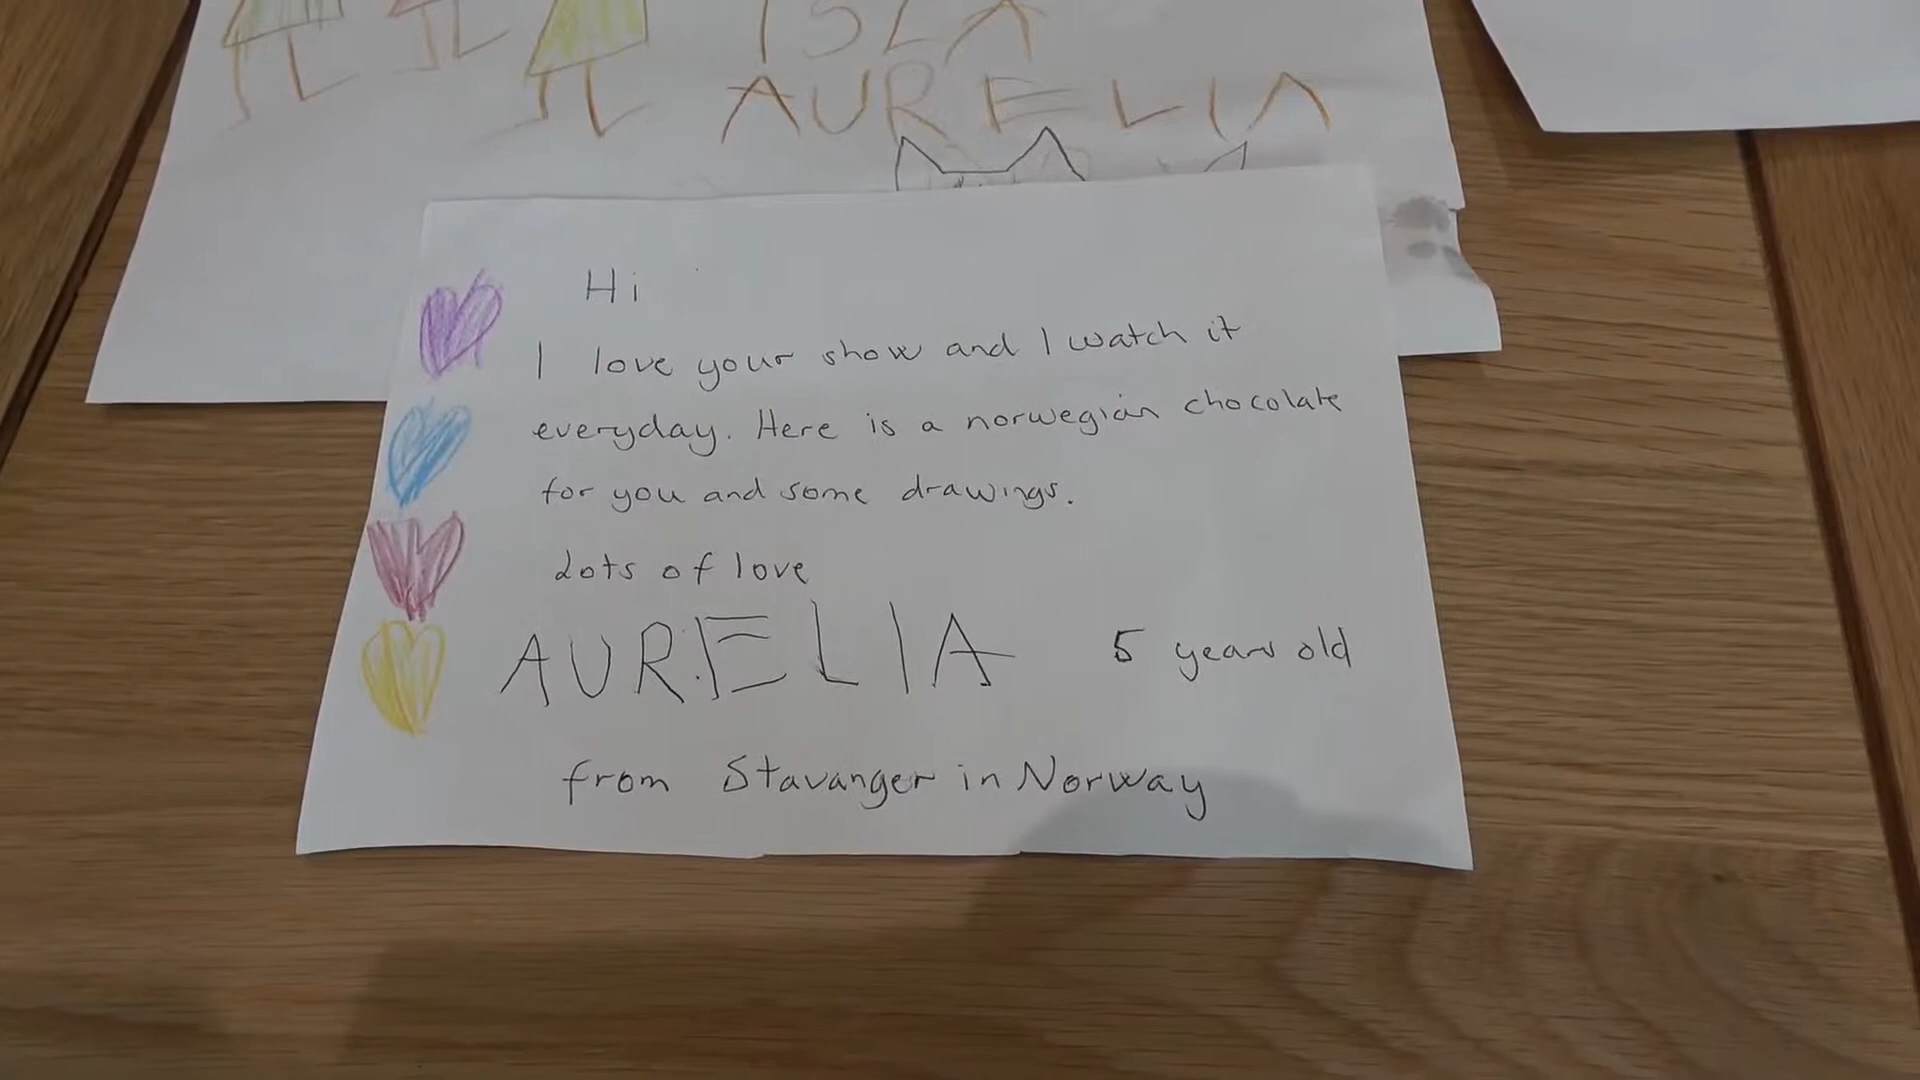 ISLA
AURELIA
Hi
I love your show and I watch it
everyday. Here is a norwegian chocolate
for you and some drawings.
Lots of love
AURELIA 5 years old
from Stavanger in Norway